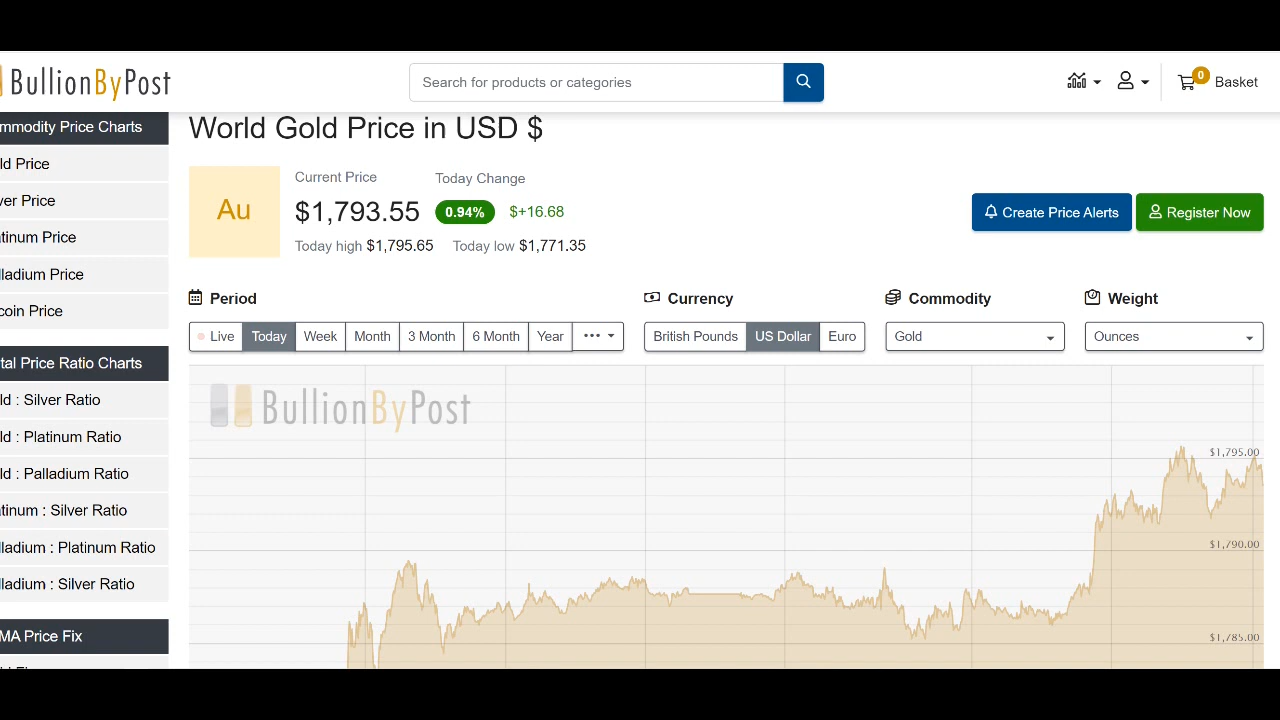 BullionByPost
Search for products or categories
0
Basket
mmodity Price Charts
ld Price
ver Price
tinum Price
lladium Price
coin Price
tal Price Ratio Charts
ld : Silver Ratio
ld : Platinum Ratio
ld : Palladium Ratio
atinum : Silver Ratio
lladium : Platinum Ratio
lladium : Silver Ratio
MA Price Fix
World Gold Price in USD $
Au
Current Price
Today Change
$1,793.55
0.94%
$+16.68
Today high $1,795.65
Today low $1,771.35
Create Price Alerts
Register Now
Period
Currency
Commodity
Weight
Live
Today
Week
Month
3 Month
6 Month
Year
•••
British Pounds
US Dollar
Euro
Gold
Ounces
BullionByPost
$1,795.00
$1,790.00
$1,785.00